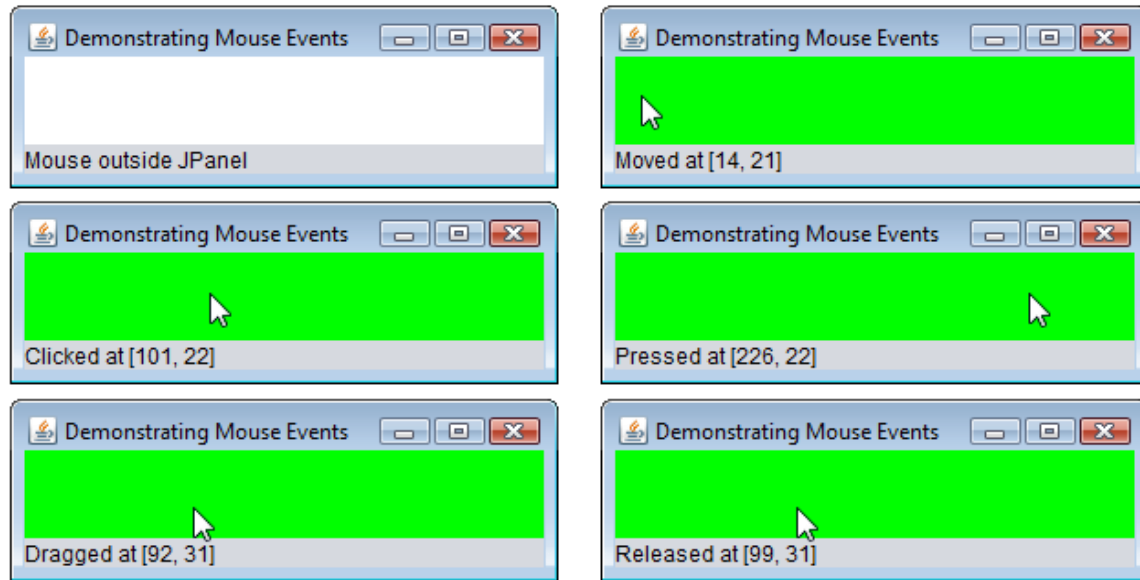 Demonstrating Mouse Events
Mouse outside JPanel
Demonstrating Mouse Events
Moved at [14, 21]
Demonstrating Mouse Events
Clicked at [101, 22]
Demonstrating Mouse Events
Pressed at [226, 22]
Demonstrating Mouse Events
Dragged at [92, 31]
Demonstrating Mouse Events
Released at [99, 31]